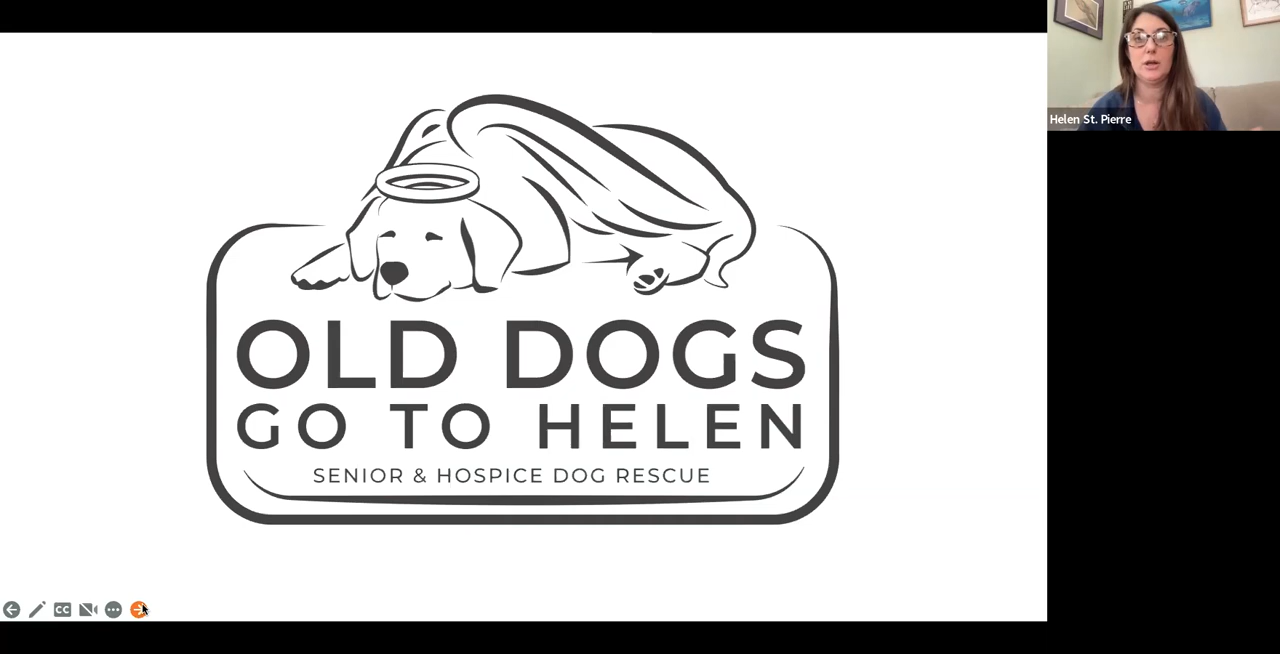 Helen St. Pierre
OLD DOGS
GO TO HELEN
SENIOR & HOSPICE DOG RESCUE
CC